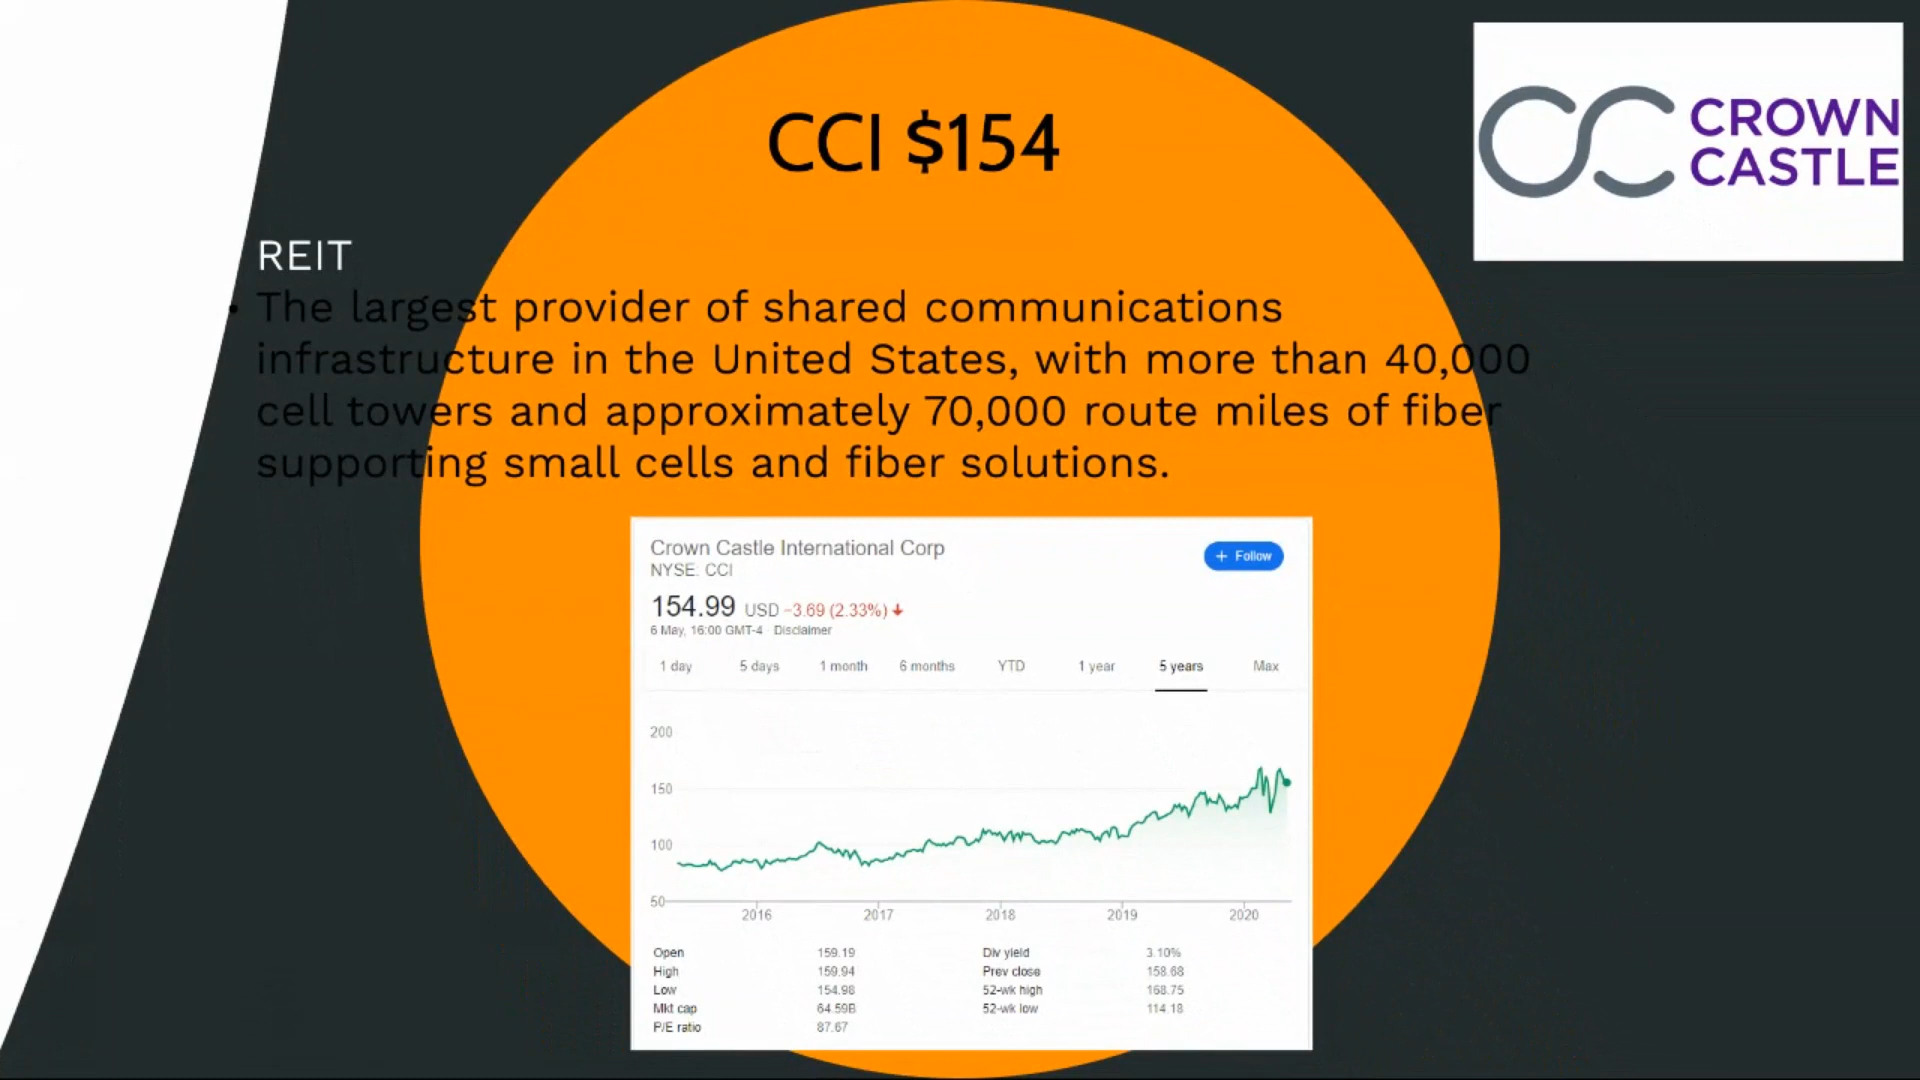 CCI $154
CROWN
CASTLE
REIT
• The largest provider of shared communications
infrastructure in the United States, with more than 40,000
cell towers and approximately 70,000 route miles of fiber
supporting small cells and fiber solutions.
Crown Castle International Corp
+ Follow
NYSE: CCI
154.99 USD −3.69 (2.33%) ↓
6 May, 16:00 GMT-4 · Disclaimer
1 day 5 days 1 month 6 months YTD 1 year 5 years Max
200
150
100
50
2016 2017 2018 2019 2020
Open 159.19 Div yield 3.10%
High 159.94 Prev close 158.68
Low 154.98 52-wk high 168.75
Mkt cap 64.59B 52-wk low 114.18
P/E ratio 87.67